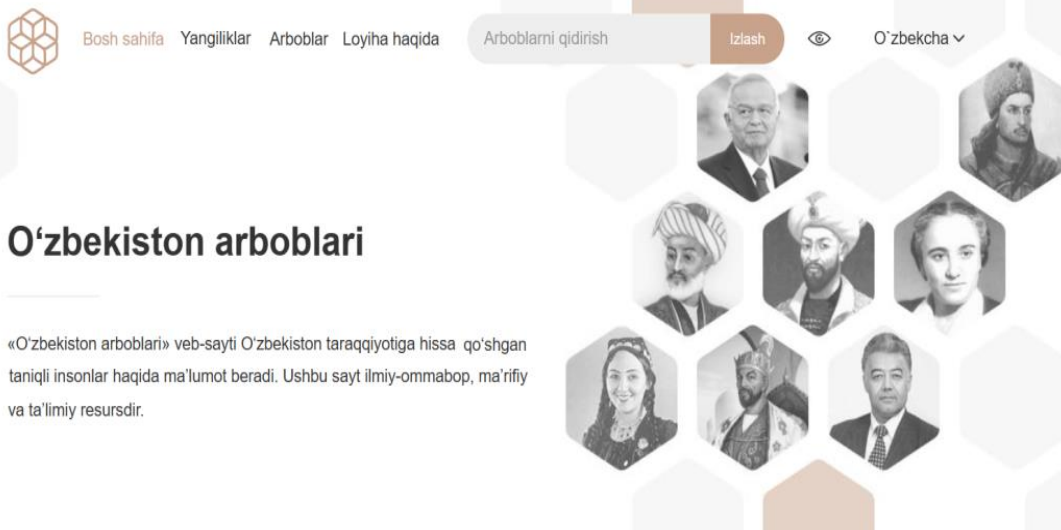 Bosh sahifa Yangiliklar Arboblar Loyiha haqida Arboblarni qidirish Izlash O`zbekcha
O‘zbekiston arboblari
«O‘zbekiston arboblari» veb-sayti O‘zbekiston taraqqiyotiga hissa qo‘shgan
taniqli insonlar haqida ma’lumot beradi. Ushbu sayt ilmiy-ommabop, ma’rifiy
va ta’limiy resursdir.